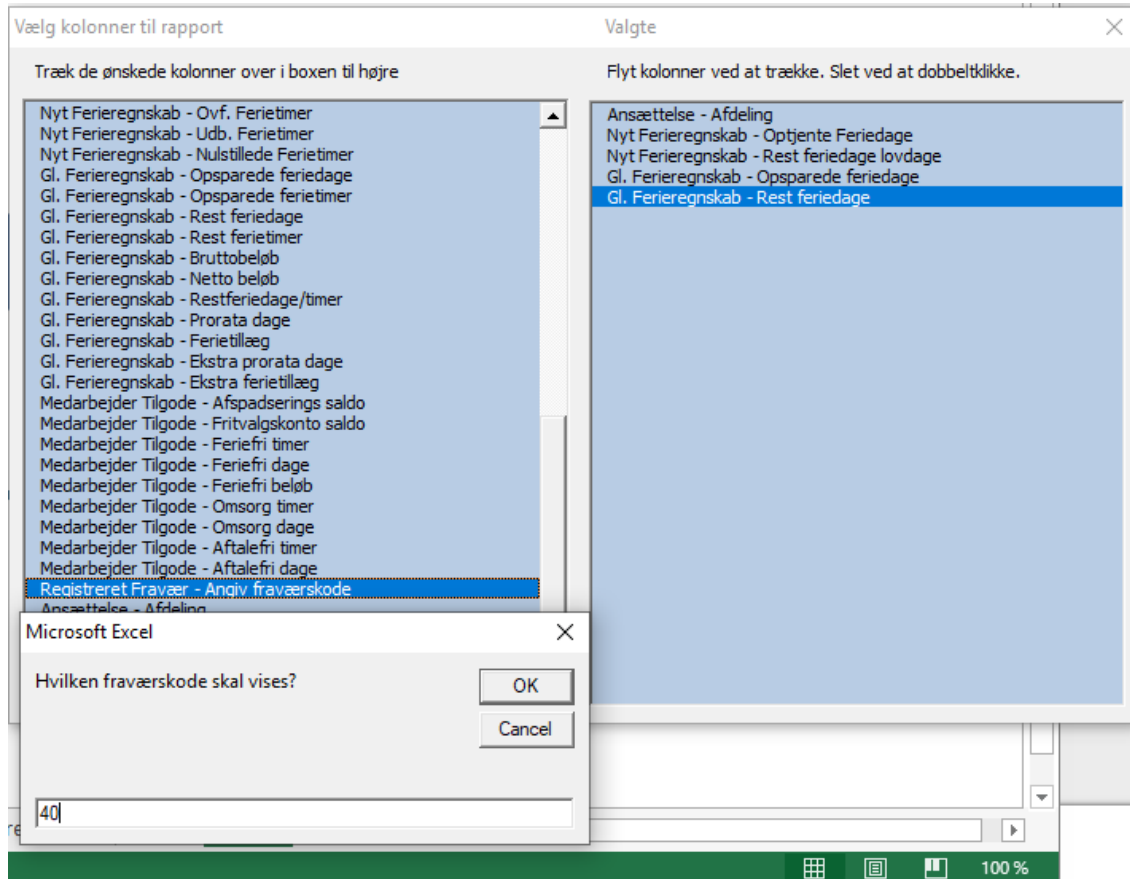 Vælg kolonner til rapport
Træk de ønskede kolonner over i boxen til højre
Nyt Ferieregnskab - Ovf. Ferietimer
Nyt Ferieregnskab - Udb. Ferietimer
Nyt Ferieregnskab - Nulstillede Ferietimer
Gl. Ferieregnskab - Opsparede feriedage
Gl. Ferieregnskab - Opsparede ferietimer
Gl. Ferieregnskab - Rest feriedage
Gl. Ferieregnskab - Rest ferietimer
Gl. Ferieregnskab - Bruttobeløb
Gl. Ferieregnskab - Netto beløb
Gl. Ferieregnskab - Restferiedage/timer
Gl. Ferieregnskab - Prorata dage
Gl. Ferieregnskab - Ferietillæg
Gl. Ferieregnskab - Ekstra prorata dage
Gl. Ferieregnskab - Ekstra ferietillæg
Medarbejder Tilgode - Afspadserings saldo
Medarbejder Tilgode - Fritvalgskonto saldo
Medarbejder Tilgode - Feriefri timer
Medarbejder Tilgode - Feriefri dage
Medarbejder Tilgode - Feriefri beløb
Medarbejder Tilgode - Omsorg timer
Medarbejder Tilgode - Omsorg dage
Medarbejder Tilgode - Aftalefri timer
Medarbejder Tilgode - Aftalefri dage
Registreret Fravær - Angiv fraværskode
Ansættelse - Afdeling
Valgte
Flyt kolonner ved at trække. Slet ved at dobbeltklikke.
Ansættelse - Afdeling
Nyt Ferieregnskab - Optjente Feriedage
Nyt Ferieregnskab - Rest feriedage lovdage
Gl. Ferieregnskab - Opsparede feriedage
Gl. Ferieregnskab - Rest feriedage
Microsoft Excel
Hvilken fraværskode skal vises?
OK
Cancel
40
100 %